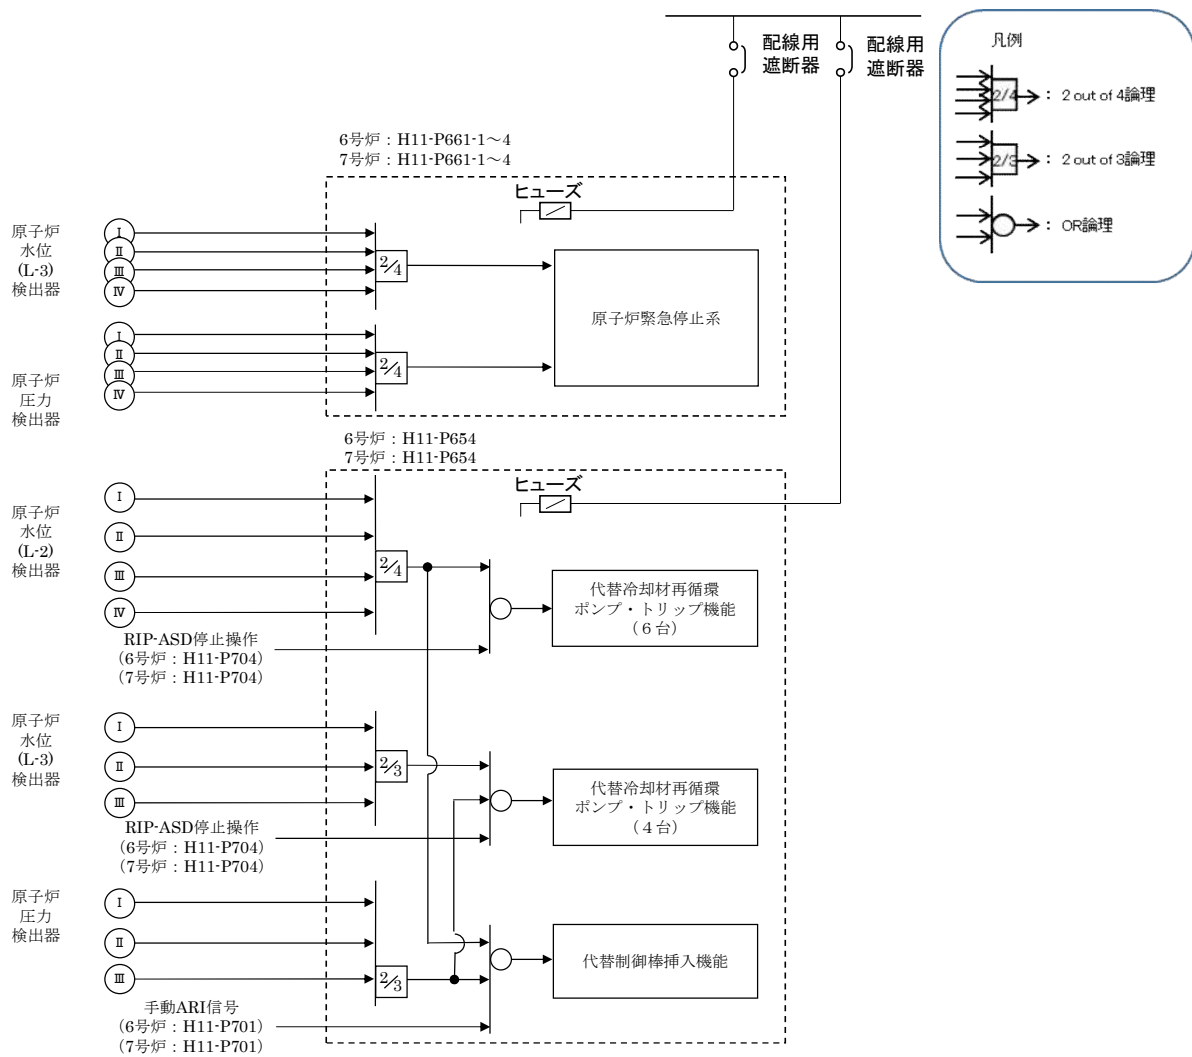 配線用
遮断器
配線用
遮断器
凡例
2/4
：2 out of 4論理
2/3
：2 out of 3論理
：OR論理
6号炉：H11-P661-1～4
7号炉：H11-P661-1～4
ヒューズ
原子炉
水位
(L-3)
検出器
Ⅰ
Ⅱ
Ⅲ
Ⅳ
2/4
原子炉緊急停止系
原子炉
圧力
検出器
Ⅰ
Ⅱ
Ⅲ
Ⅳ
2/4
6号炉：H11-P654
7号炉：H11-P654
ヒューズ
原子炉
水位
(L-2)
検出器
Ⅰ
Ⅱ
Ⅲ
Ⅳ
2/4
代替冷却材再循環
ポンプ・トリップ機能
（６台）
RIP-ASD停止操作
（6号炉：H11-P704）
（7号炉：H11-P704）
原子炉
水位
(L-3)
検出器
Ⅰ
Ⅱ
Ⅲ
2/3
代替冷却材再循環
ポンプ・トリップ機能
（４台）
RIP-ASD停止操作
（6号炉：H11-P704）
（7号炉：H11-P704）
原子炉
圧力
検出器
Ⅰ
Ⅱ
Ⅲ
2/3
代替制御棒挿入機能
手動ARI信号
（6号炉：H11-P701）
（7号炉：H11-P701）